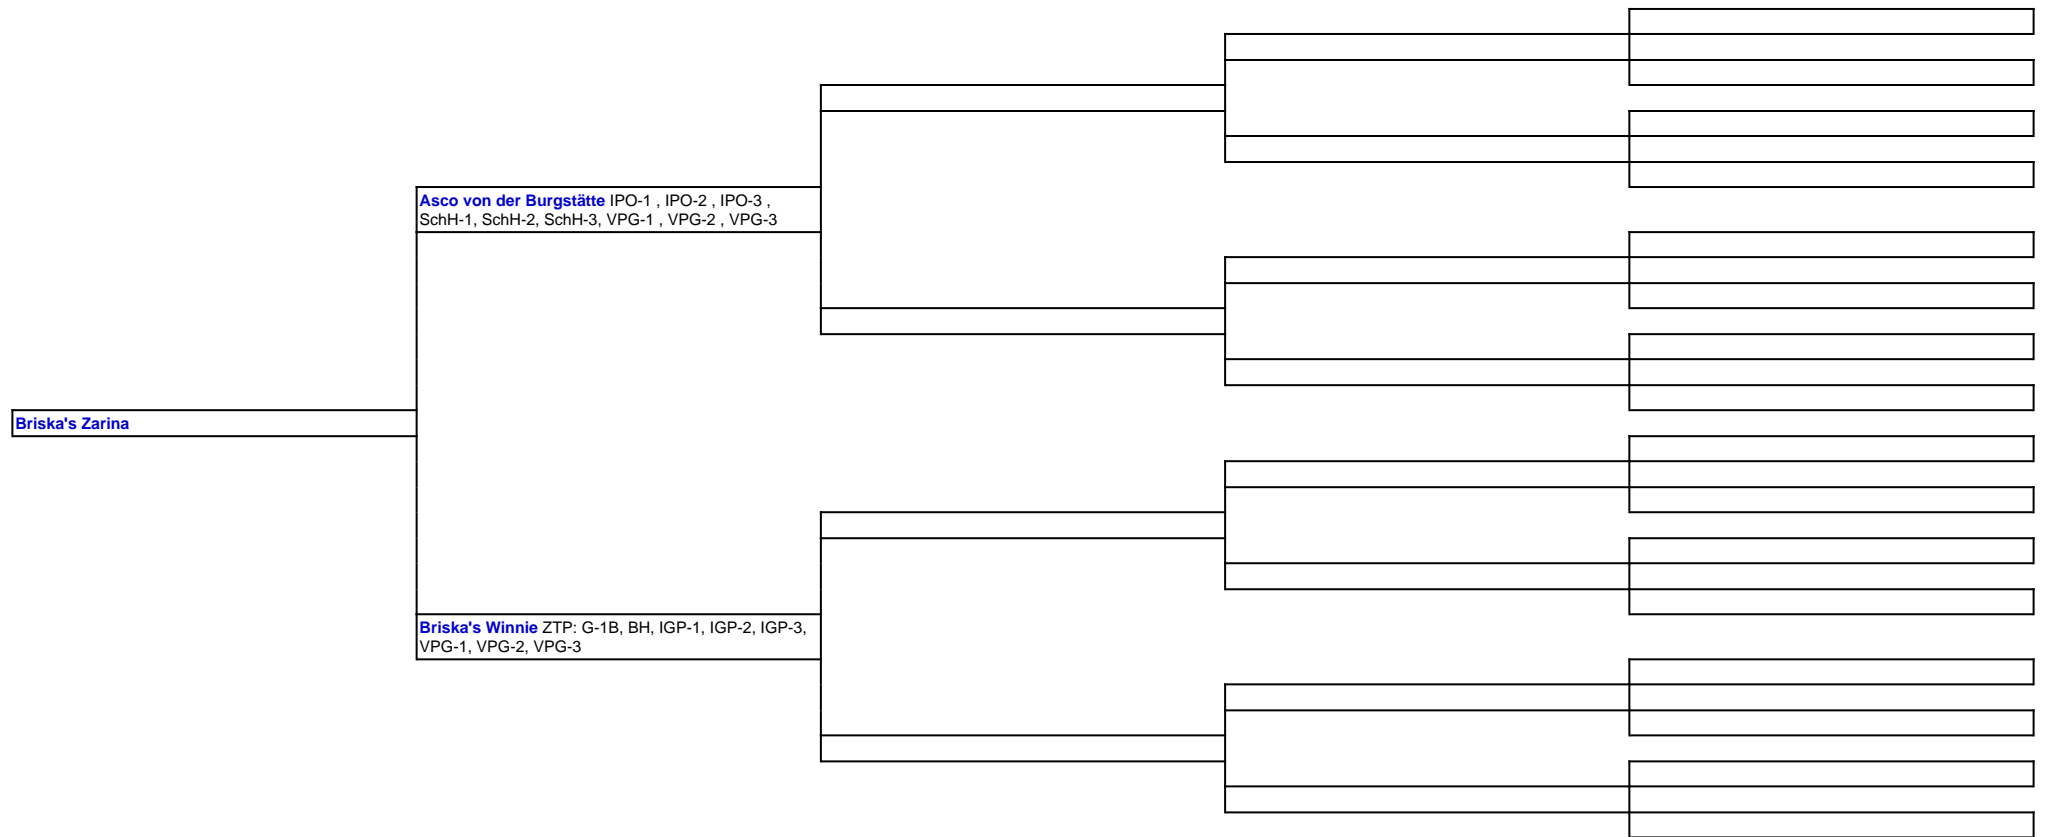 Asco von der Burgstätte IPO-1 , IPO-2 , IPO-3 ,
SchH-1, SchH-2, SchH-3, VPG-1 , VPG-2 , VPG-3
Briska's Zarina
Briska's Winnie ZTP: G-1B, BH, IGP-1, IGP-2, IGP-3,
VPG-1, VPG-2, VPG-3